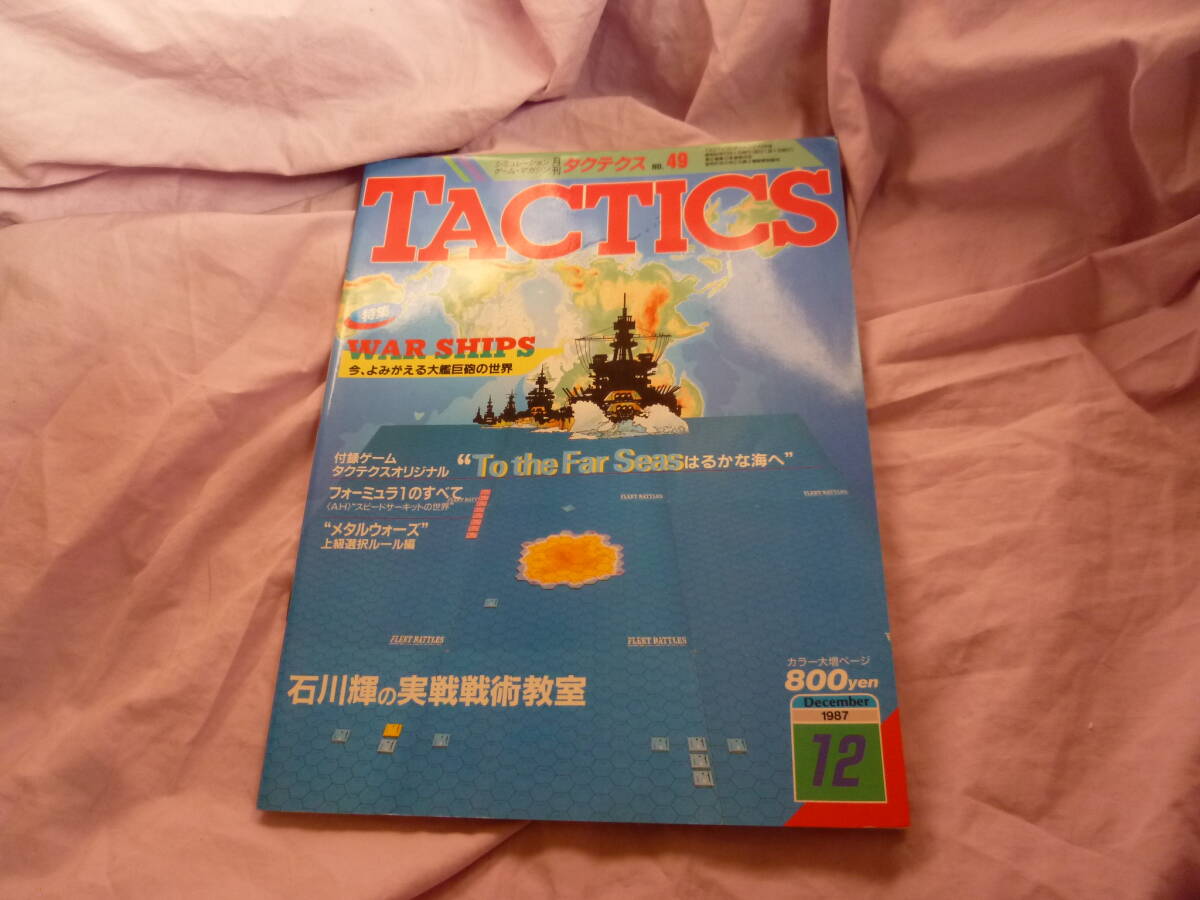 シミュレーション
ゲーム・マガジン
月刊
タクテクス NO. 49
TACTICS
特集
WAR SHIPS
今、よみがえる大艦巨砲の世界
付録ゲーム
タクテクスオリジナル
“To the Far Seasはるかな海へ”
フォーミュラ1のすべて
〈AH〉“スピードサーキットの世界”
“メタルウォーズ”
上級選択ルール編
FLEET BATTLES
FLEET BATTLES
FLEET BATTLES
FLEET BATTLES
石川輝の実戦戦術教室
カラー大増ページ
800yen
December
1987
12